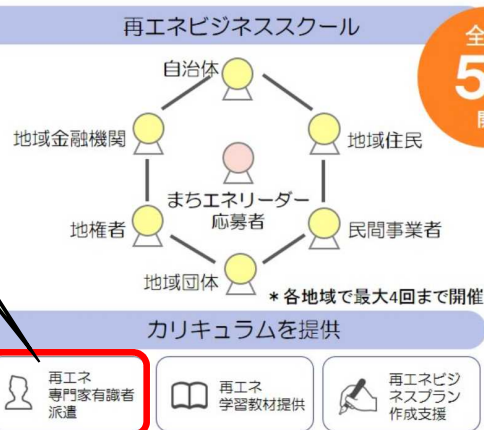 再エネビジネススクール
全
5
開
自治体
地域金融機関
地域住民
まちエネリーダー
応募者
地権者
民間事業者
地域団体
＊各地域で最大4回まで開催
カリキュラムを提供
再エネ
専門家有識者
派遣
再エネ
学習教材提供
再エネビジ
ネスプラン
作成支援